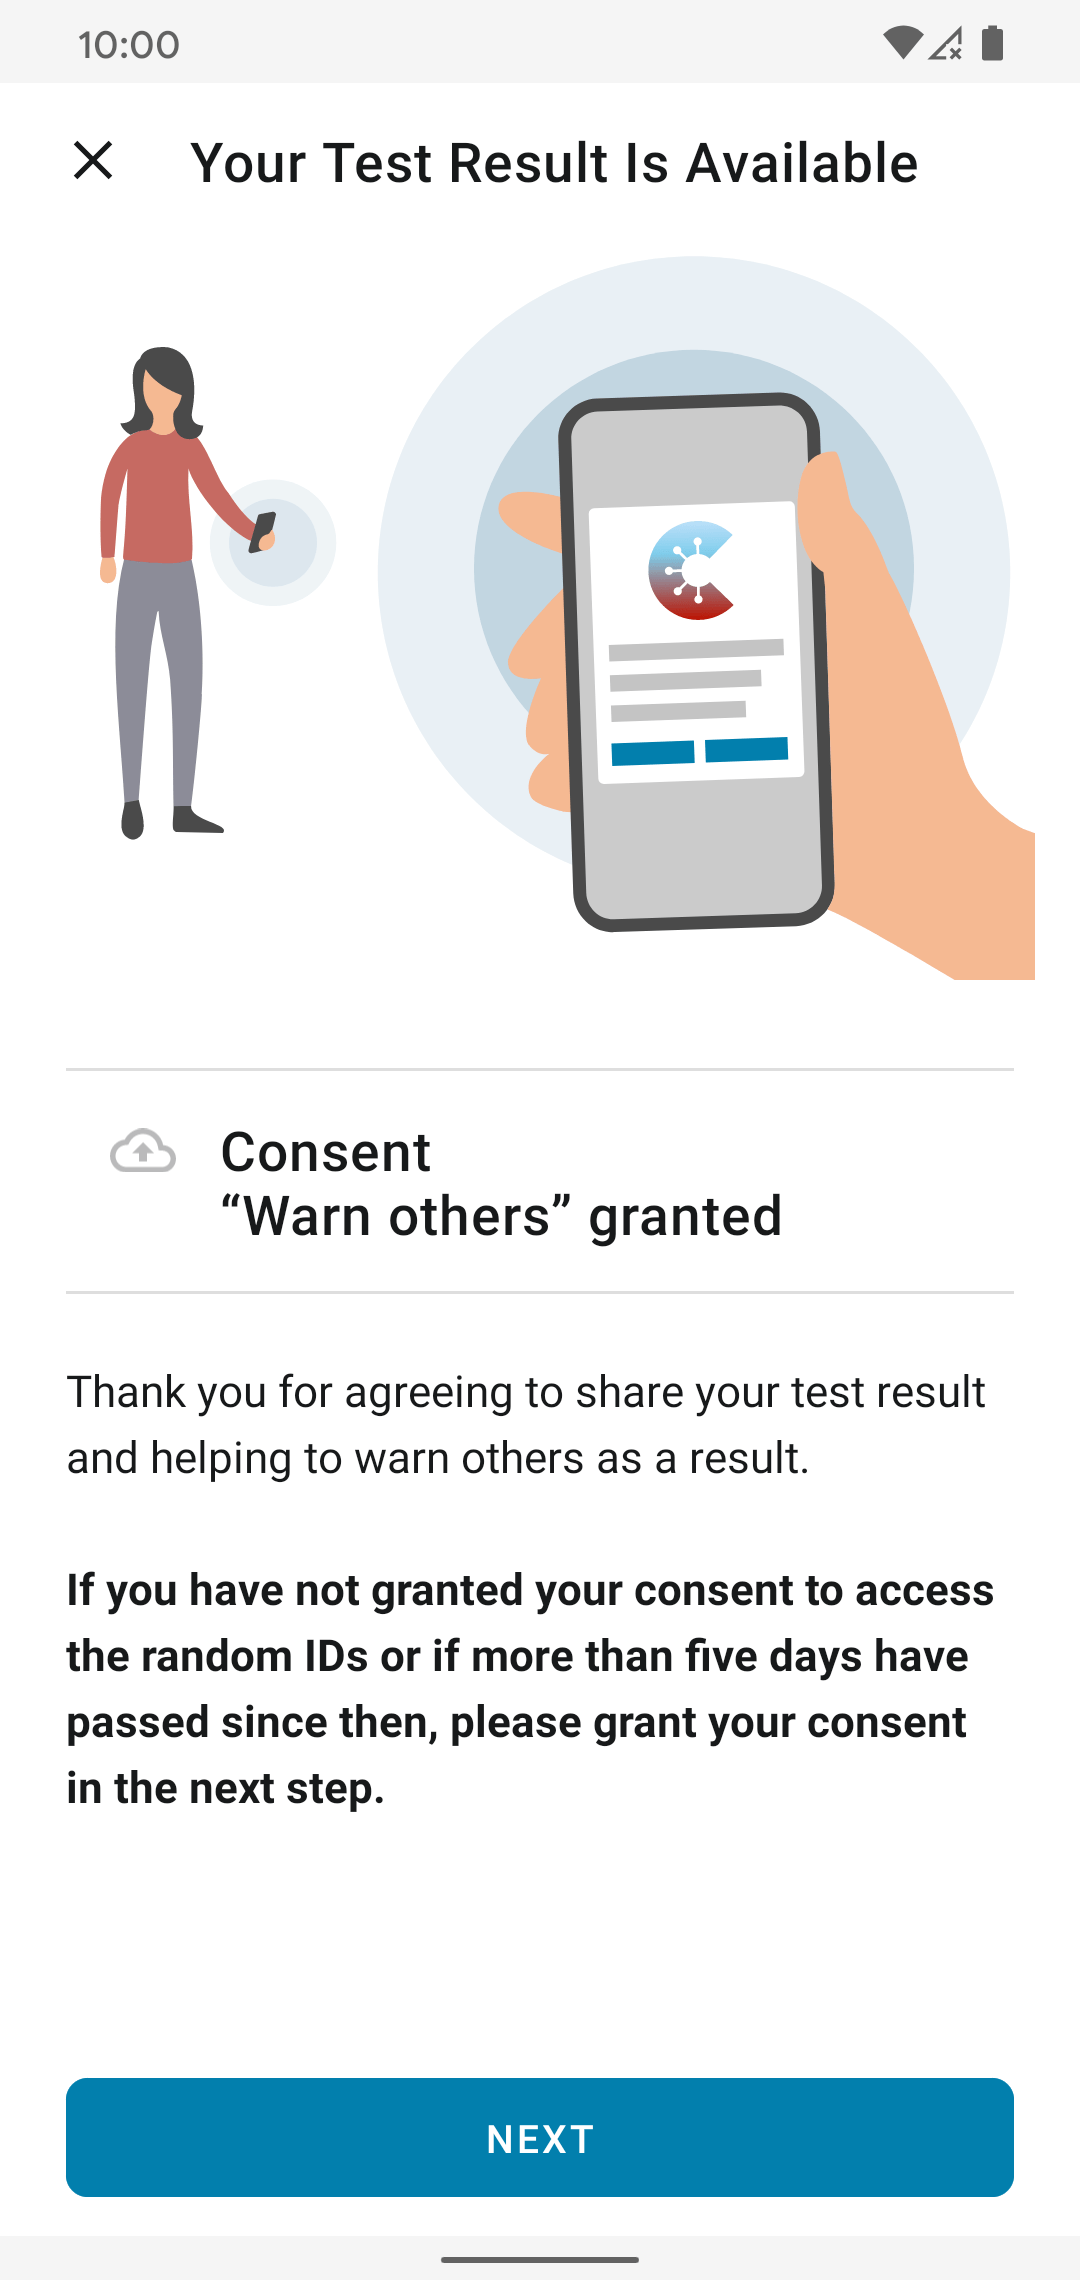 10:00
Your Test Result Is Available
Consent
“Warn others” granted
Thank you for agreeing to share your test result
and helping to warn others as a result.
If you have not granted your consent to access
the random IDs or if more than five days have
passed since then, please grant your consent
in the next step.
NEXT